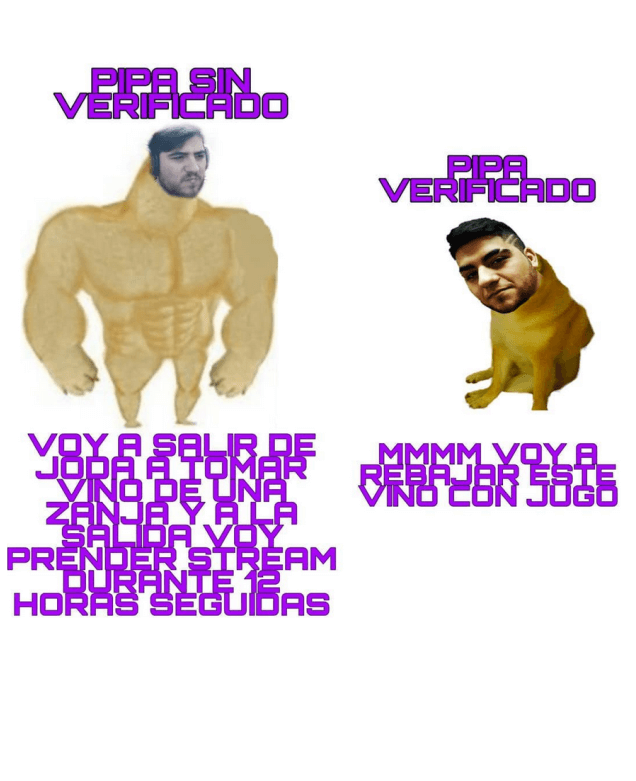 PIPA SIN
VERIFICADO
PIPA
VERIFICADO
VOY A SALIR DE
JODA A TOMAR
VINO DE UNA
ZANJA Y A LA
SALIDA VOY
PRENDER STREAM
DURANTE 12
HORAS SEGUIDAS
MMMM VOY A
REBAJAR ESTE
VINO CON JUGO